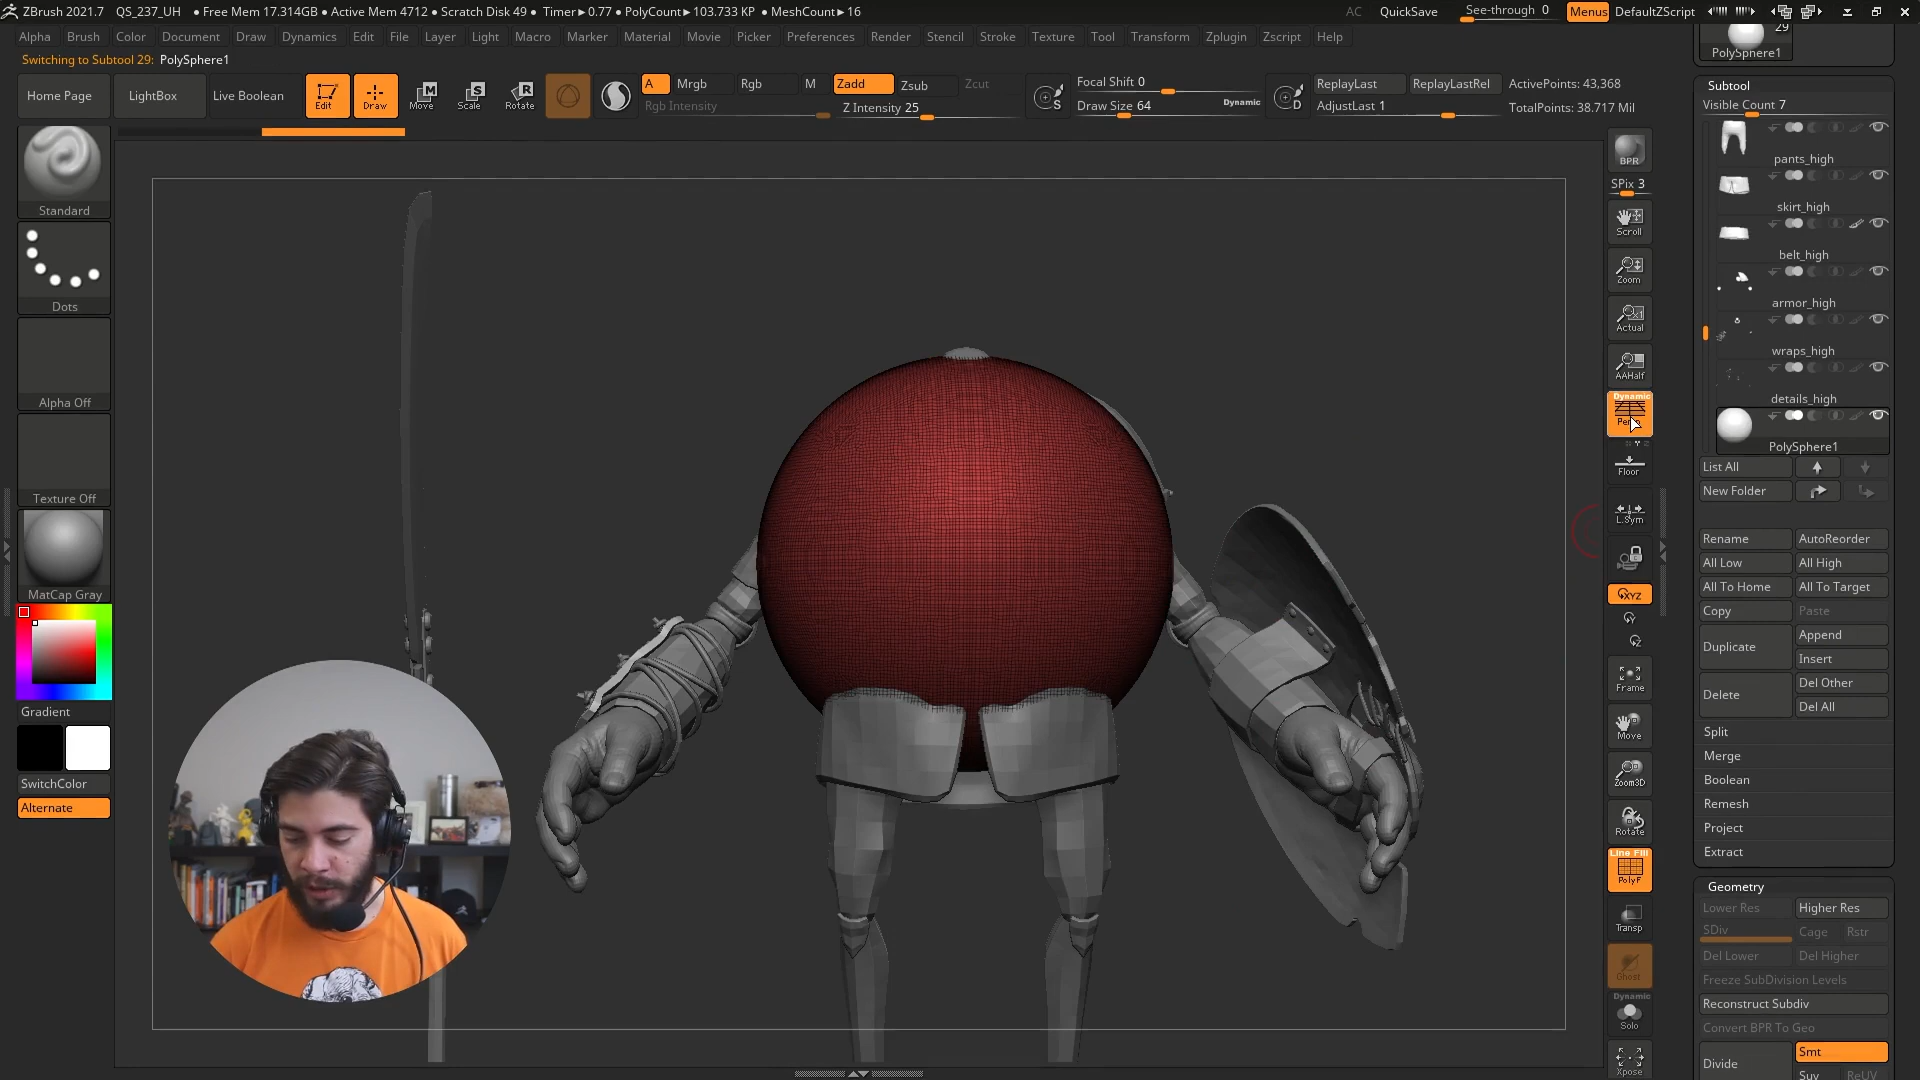 ZBrush 2021.7 QS_237_UH • Free Mem 17.314GB • Active Mem 4712 • Scratch Disk 49 • Timer►0.77 • PolyCount►103.733 KP • MeshCount►16 AC QuickSave See-through 0 Menus DefaultZScript
29
Alpha Brush Color Document Draw Dynamics Edit File Layer Light Macro Marker Material Movie Picker Preferences Render Stencil Stroke Texture Tool Transform Zplugin Zscript Help
PolySphere1
Switching to Subtool 29: PolySphere1
Home Page LightBox Live Boolean Edit Draw Move Scale Rotate
A Mrgb Rgb M Zadd Zsub Zcut
Rgb Intensity Z Intensity 25
Focal Shift 0
Draw Size 64 Dynamic
S D
ReplayLast ReplayLastRel ActivePoints: 43,368
AdjustLast 1 TotalPoints: 38.717 Mil
Standard
Dots
Alpha Off
Texture Off
MatCap Gray
Gradient
SwitchColor
Alternate
BPR
SPix 3
Scroll
Zoom
Actual
AAHalf
Dynamic
Floor
L.Sym
XYZ
Frame
Move
Zoom3D
Rotate
Line Fill
PolyF
Transp
Ghost
Dynamic
Solo
Xpose
Subtool
Visible Count 7
pants_high
skirt_high
belt_high
armor_high
wraps_high
details_high
PolySphere1
List All
New Folder
Rename AutoReorder
All Low All High
All To Home All To Target
Copy Paste
Duplicate Append
Insert
Delete Del Other
Del All
Split
Merge
Boolean
Remesh
Project
Extract
Geometry
Lower Res Higher Res
SDiv Cage Rstr
Del Lower Del Higher
Freeze SubDivision Levels
Reconstruct Subdiv
Convert BPR To Geo
Divide Smt
Suv ReUV